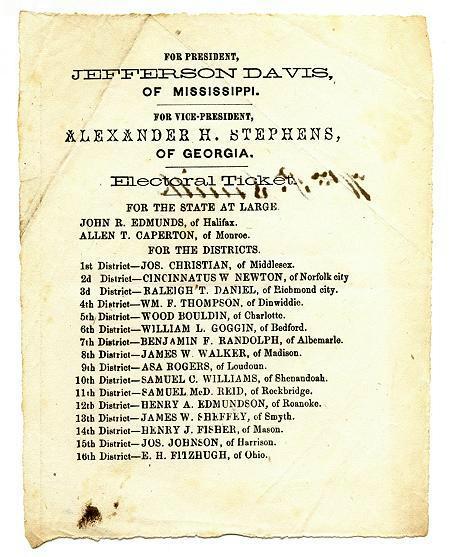 FOR PRESIDENT,
JEFFERSON DAVIS,
OF MISSISSIPPI.
FOR VICE-PRESIDENT,
ALEXANDER H. STEPHENS,
OF GEORGIA.
Electoral Ticket.
FOR THE STATE AT LARGE.
JOHN R. EDMUNDS, of Halifax.
ALLEN T. CAPERTON, of Monroe.
FOR THE DISTRICTS.
1st District—JOS. CHRISTIAN, of Middlesex.
2d District—CINCINNATUS W NEWTON, of Norfolk city
3d District—RALEIGH T. DANIEL, of Richmond city.
4th District—WM. F. THOMPSON, of Dinwiddie.
5th District—WOOD BOULDIN, of Charlotte.
6th District—WILLIAM L. GOGGIN, of Bedford.
7th District—BENJAMIN F. RANDOLPH, of Albemarle.
8th District—JAMES W. WALKER, of Madison.
9th District—ASA ROGERS, of Loudoun.
10th District—SAMUEL C. WILLIAMS, of Shenandoah.
11th District—SAMUEL McD. REID, of Rockbridge.
12th District—HENRY A. EDMUNDSON, of Roanoke.
13th District—JAMES W. SHEFFEY, of Smyth.
14th District—HENRY J. FISHER, of Mason.
15th District—JOS. JOHNSON, of Harrison.
16th District—E. H. FITZHUGH, of Ohio.